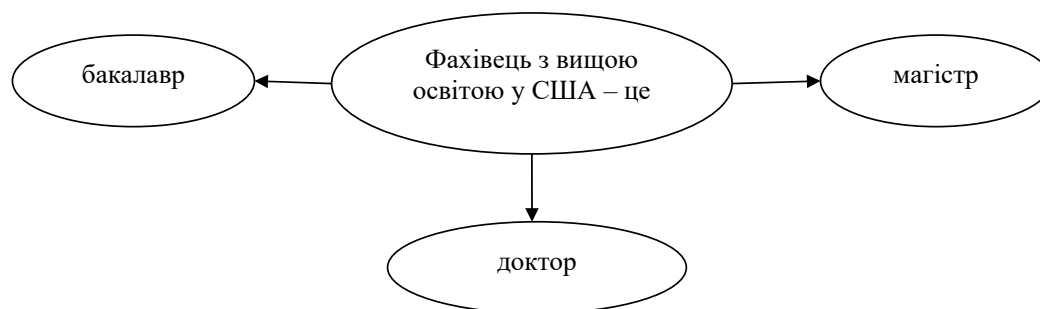 бакалавр
Фахівець з вищою
освітою у США – це
магістр
доктор